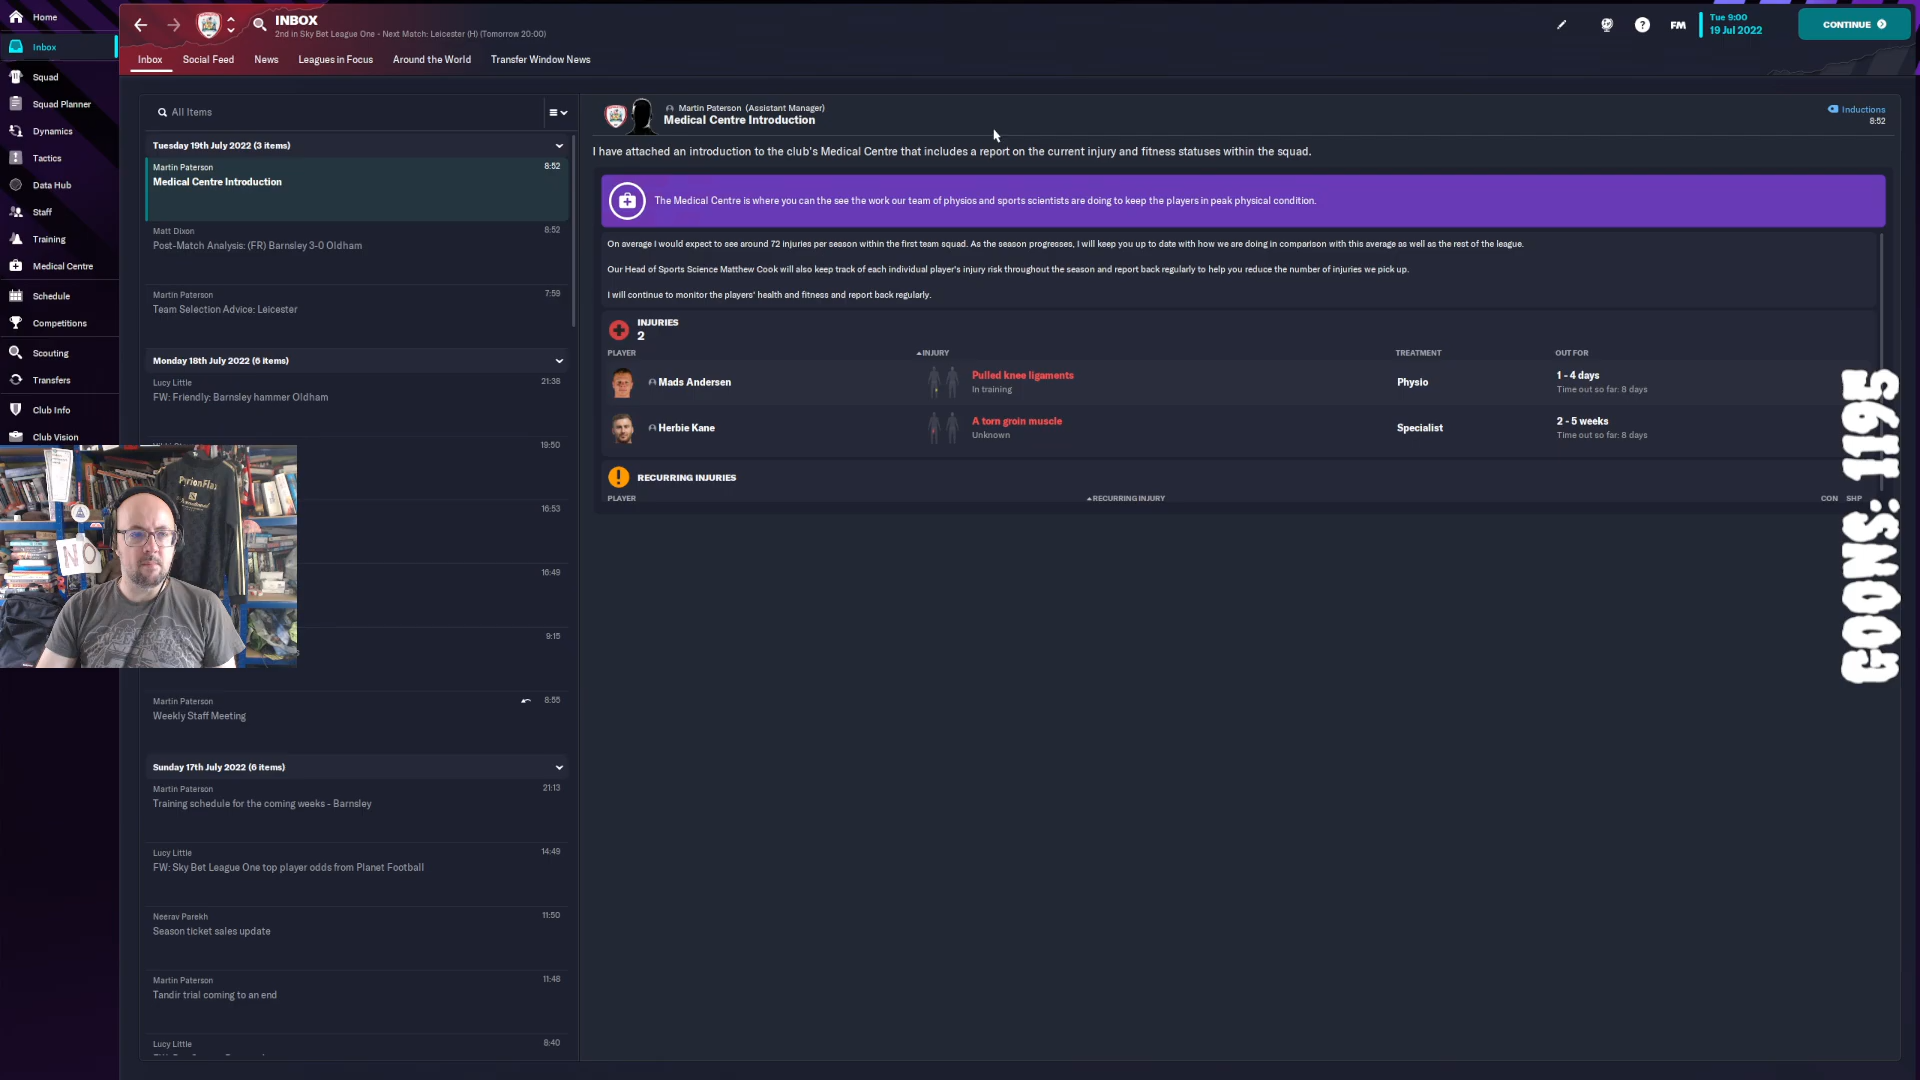 Home
Inbox
Squad
Squad Planner
Dynamics
Tactics
Data Hub
Staff
Training
Medical Centre
Schedule
Competitions
Scouting
Transfers
Club Info
Club Vision
INBOX
2nd in Sky Bet League One - Next Match: Leicester (H) (Tomorrow 20:00)
FM
Tue 9:00
19 Jul 2022
CONTINUE
Inbox
Social Feed
News
Leagues in Focus
Around the World
Transfer Window News
All Items
Tuesday 19th July 2022 (3 items)
Martin Paterson 8:52
Medical Centre Introduction
Matt Dixon 8:52
Post-Match Analysis: (FR) Barnsley 3-0 Oldham
Martin Paterson 7:59
Team Selection Advice: Leicester
Monday 18th July 2022 (6 items)
Lucy Little 21:38
FW: Friendly: Barnsley hammer Oldham
19:50
16:53
16:49
9:15
Martin Paterson 8:55
Weekly Staff Meeting
Sunday 17th July 2022 (6 items)
Martin Paterson 21:13
Training schedule for the coming weeks - Barnsley
Lucy Little 14:49
FW: Sky Bet League One top player odds from Planet Football
Neerav Parekh 11:50
Season ticket sales update
Martin Paterson 11:48
Tandir trial coming to an end
Lucy Little 8:40
Martin Paterson (Assistant Manager)
Medical Centre Introduction
Inductions
8:52
I have attached an introduction to the club's Medical Centre that includes a report on the current injury and fitness statuses within the squad.
The Medical Centre is where you can the see the work our team of physios and sports scientists are doing to keep the players in peak physical condition.
On average I would expect to see around 72 injuries per season within the first team squad. As the season progresses, I will keep you up to date with how we are doing in comparison with this average as well as the rest of the league.
Our Head of Sports Science Matthew Cook will also keep track of each individual player's injury risk throughout the season and report back regularly to help you reduce the number of injuries we pick up.
I will continue to monitor the players' health and fitness and report back regularly.
INJURIES
2
PLAYER INJURY TREATMENT OUT FOR
Mads Andersen Pulled knee ligaments Physio 1 - 4 days
In training Time out so far: 8 days
Herbie Kane A torn groin muscle Specialist 2 - 5 weeks
Unknown Time out so far: 8 days
RECURRING INJURIES
PLAYER RECURRING INJURY CON SHP
GOONS: 1195
PyrionFlax
NO